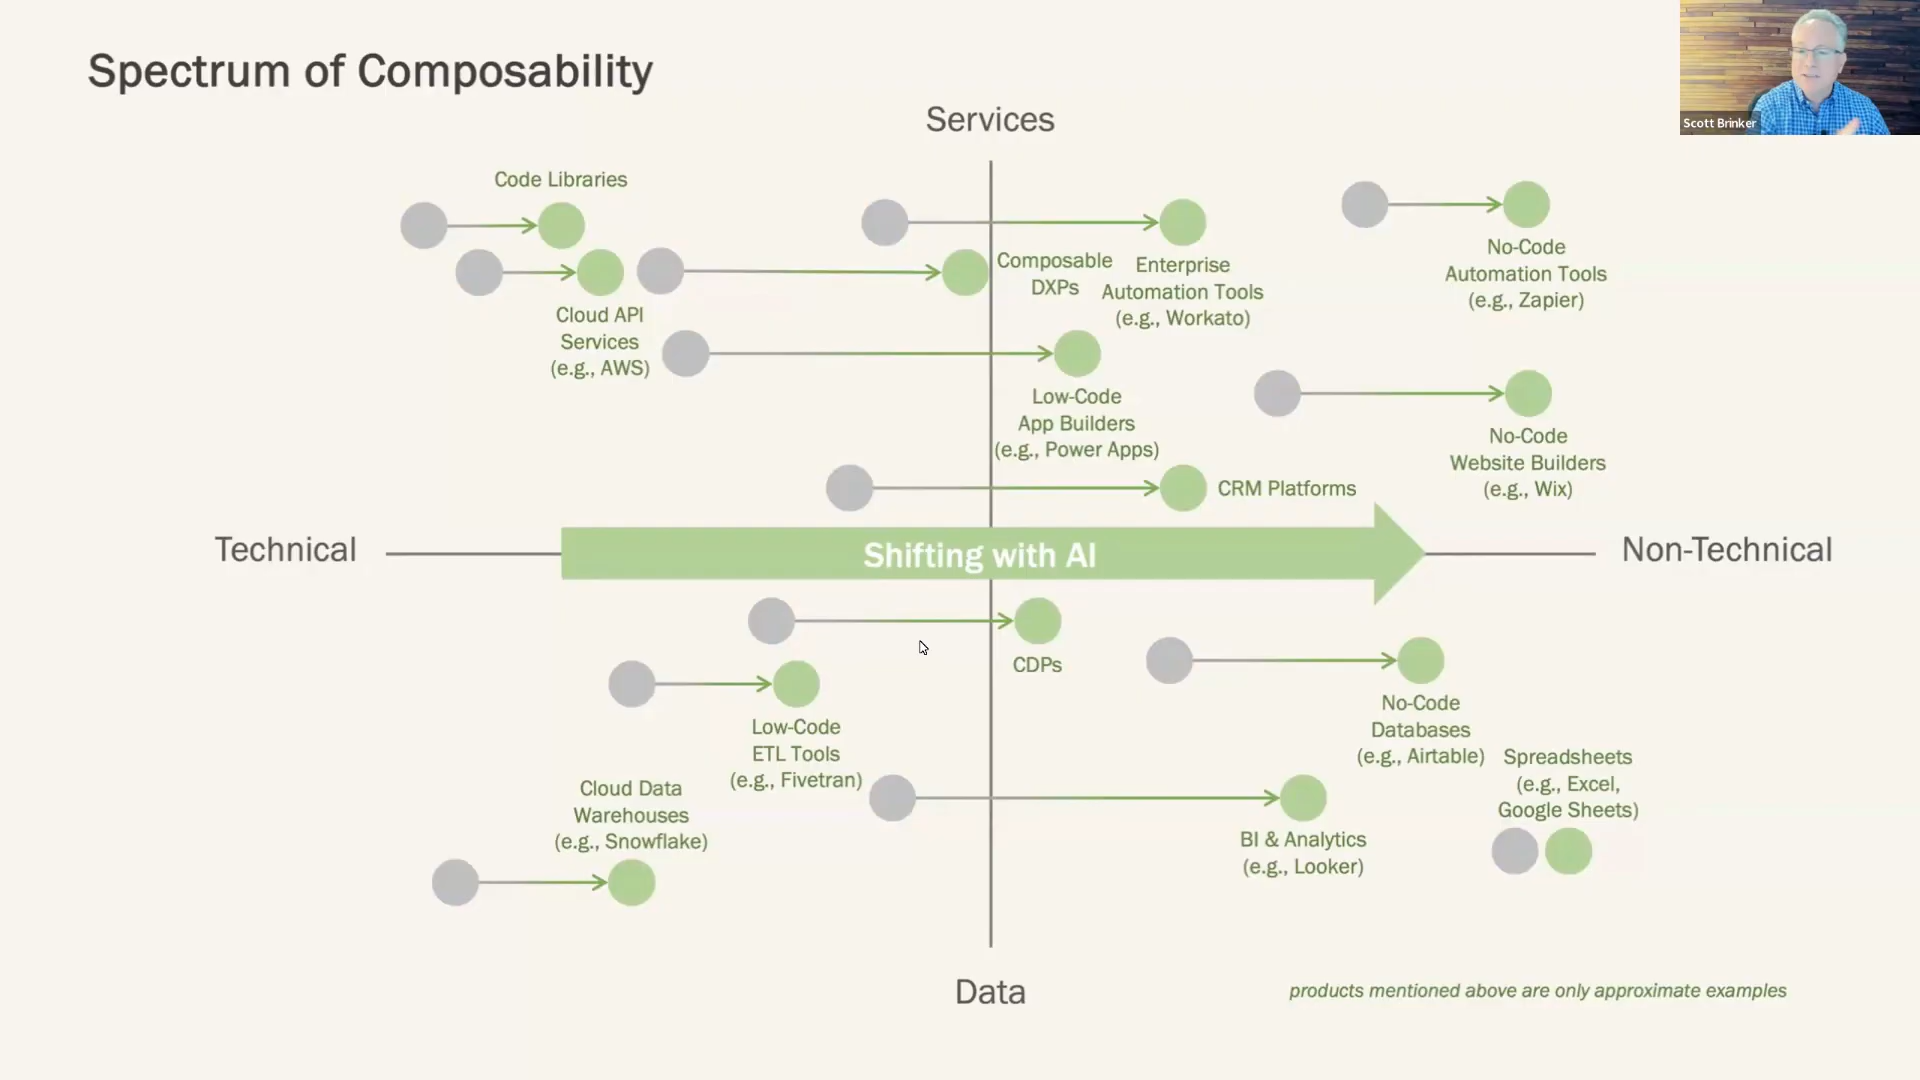 Spectrum of Composability
Scott Brinker
Services
Code Libraries
Cloud API
Services
(e.g., AWS)
Composable
DXPs
Enterprise
Automation Tools
(e.g., Workato)
No-Code
Automation Tools
(e.g., Zapier)
Low-Code
App Builders
(e.g., Power Apps)
No-Code
Website Builders
(e.g., Wix)
CRM Platforms
Technical
Shifting with AI
Non-Technical
CDPs
Low-Code
ETL Tools
(e.g., Fivetran)
No-Code
Databases
(e.g., Airtable)
Spreadsheets
(e.g., Excel,
Google Sheets)
Cloud Data
Warehouses
(e.g., Snowflake)
BI & Analytics
(e.g., Looker)
Data
products mentioned above are only approximate examples